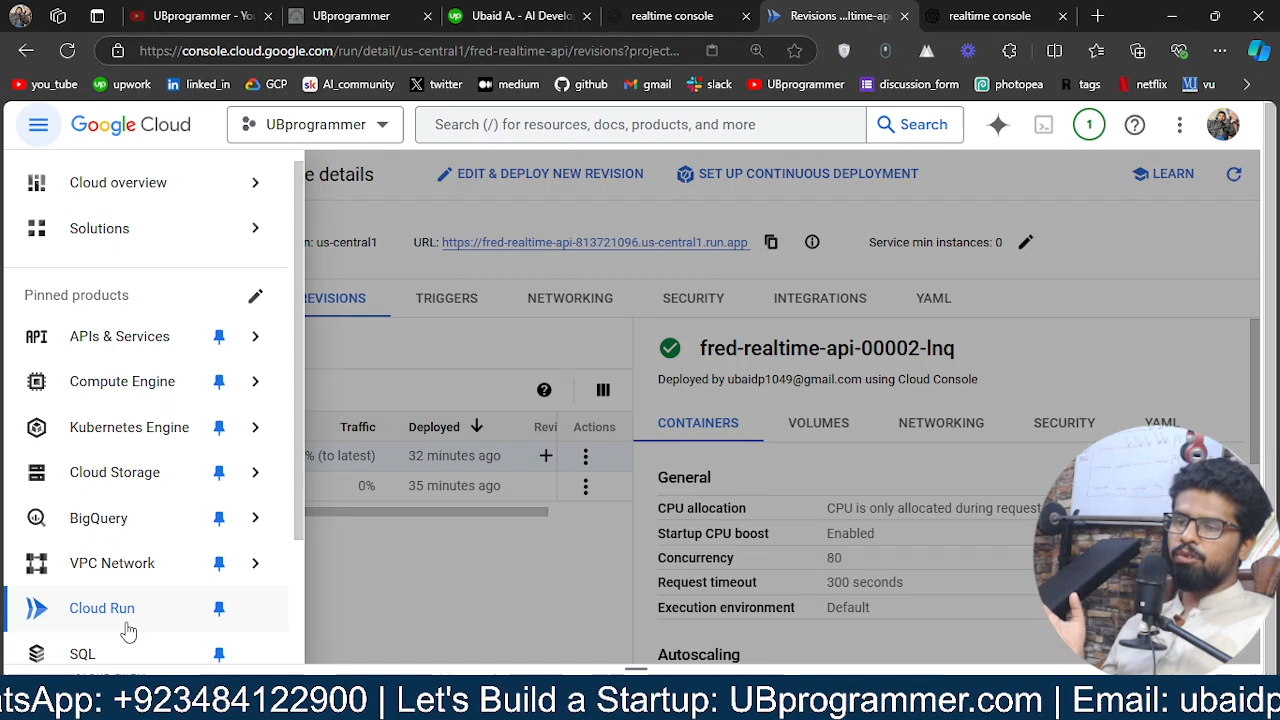 UBprogrammer - Yo
Ubaid A. - AI Develo
realtime console
Revisions ...ltime-ap
realtime console
https://console.cloud.google.com/run/detail/us-central1/fred-realtime-api/revisions?project...
you_tube
upwork
linked_in
GCP
AI_community
twitter
medium
github
gmail
slack
UBprogrammer
discussion_form
photopea
tags
netflix
vu
Google Cloud
UBprogrammer
Search (/) for resources, docs, products, and more
Search
1
Cloud overview
e details
EDIT & DEPLOY NEW REVISION
SET UP CONTINUOUS DEPLOYMENT
LEARN
Solutions
n: us-central1
URL: https://fred-realtime-api-813721096.us-central1.run.app
Service min instances: 0
Pinned products
REVISIONS
TRIGGERS
NETWORKING
SECURITY
INTEGRATIONS
YAML
API APIs & Services
Compute Engine
Kubernetes Engine
Cloud Storage
BigQuery
VPC Network
Cloud Run
SQL
Traffic
Deployed
Revi
Actions
% (to latest)
32 minutes ago
0%
35 minutes ago
fred-realtime-api-00002-lnq
Deployed by ubaidp1049@gmail.com using Cloud Console
CONTAINERS
VOLUMES
NETWORKING
SECURITY
YAML
General
CPU allocation
CPU is only allocated during request
Startup CPU boost
Enabled
Concurrency
80
Request timeout
300 seconds
Execution environment
Default
Autoscaling
atsApp: +923484122900 | Let's Build a Startup: UBprogrammer.com | Email: ubaidp